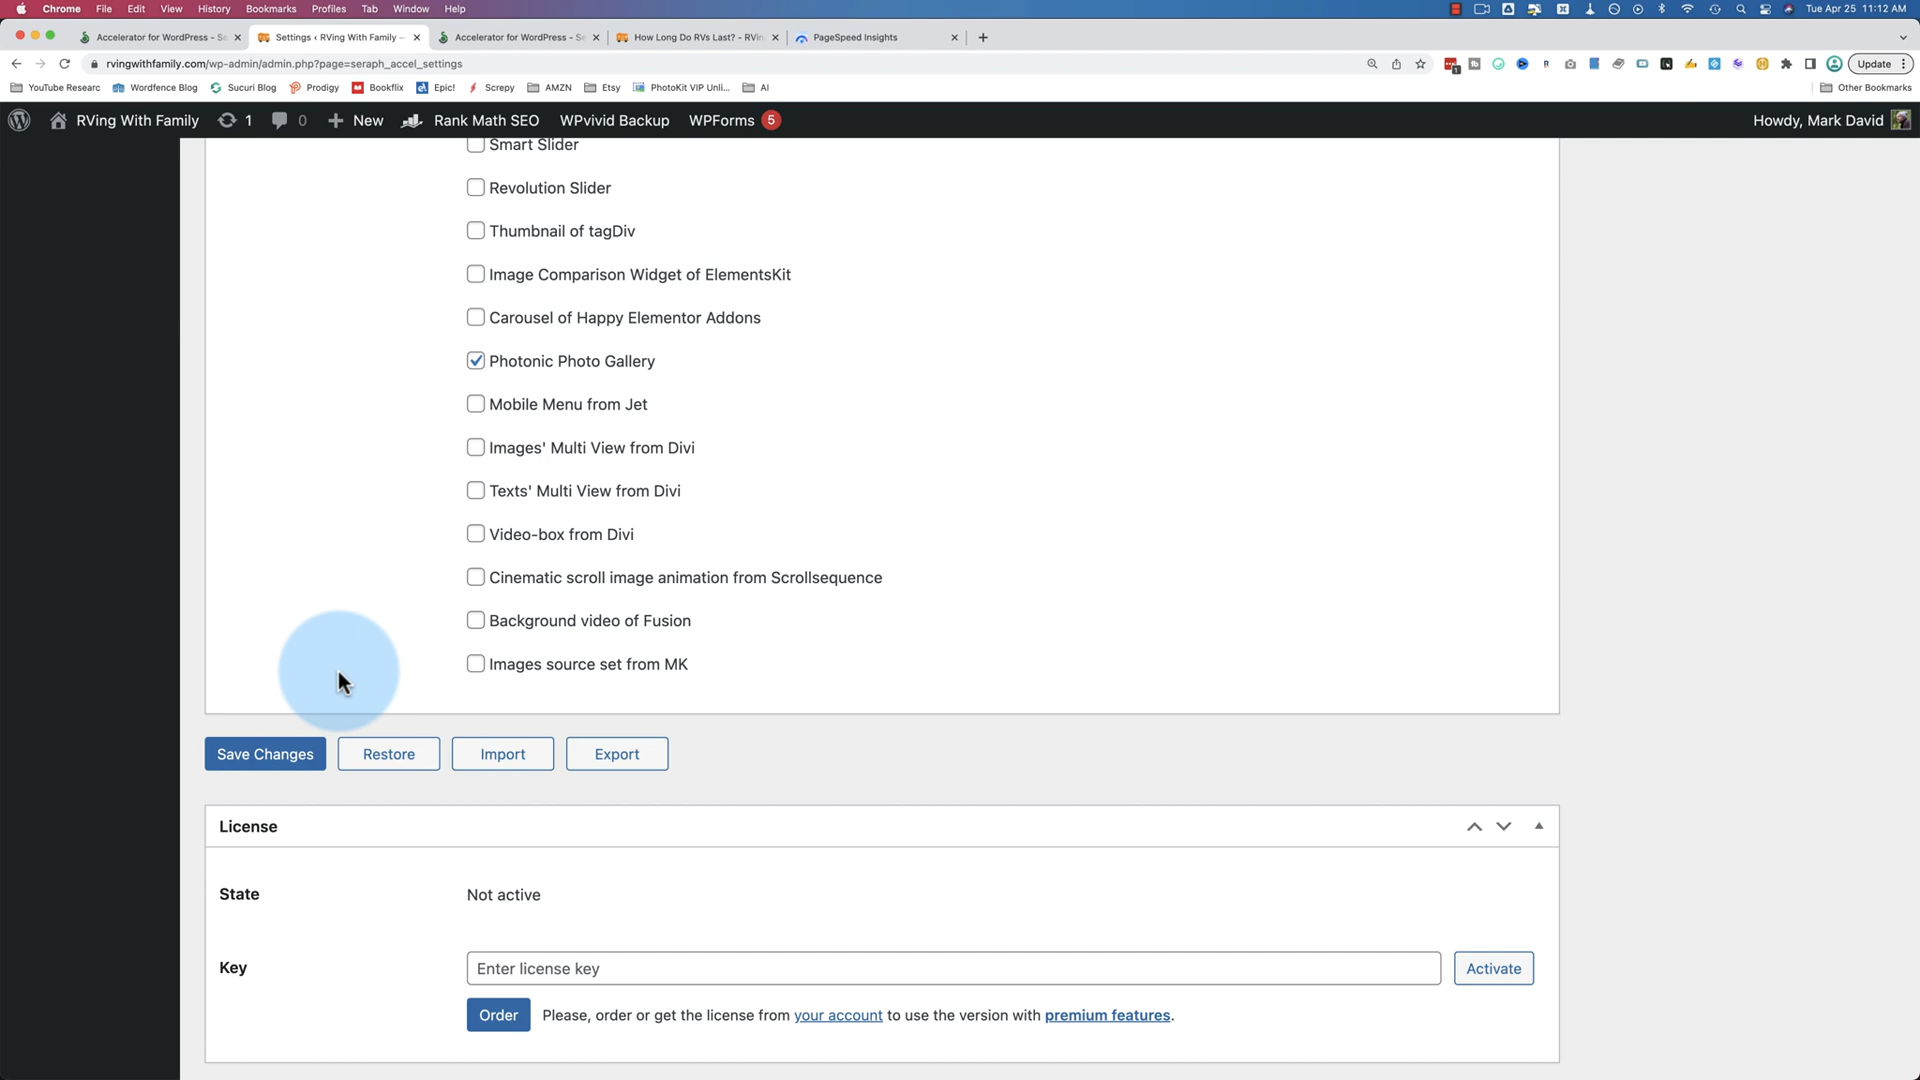 Chrome File Edit View History Bookmarks Profiles Tab Window Help Tue Apr 25 11:12 AM
Accelerator for WordPress - Se Settings ‹ RVing With Family — Accelerator for WordPress - Se How Long Do RVs Last? - RVin PageSpeed Insights
rvingwithfamily.com/wp-admin/admin.php?page=seraph_accel_settings Update
YouTube Researc Wordfence Blog Sucuri Blog Prodigy Bookflix Epic! Screpy AMZN Etsy PhotoKit VIP Unli... AI Other Bookmarks
RVing With Family 1 0 New Rank Math SEO WPvivid Backup WPForms 5 Howdy, Mark David
Smart Slider
Revolution Slider
Thumbnail of tagDiv
Image Comparison Widget of ElementsKit
Carousel of Happy Elementor Addons
Photonic Photo Gallery
Mobile Menu from Jet
Images' Multi View from Divi
Texts' Multi View from Divi
Video-box from Divi
Cinematic scroll image animation from Scrollsequence
Background video of Fusion
Images source set from MK
Save Changes Restore Import Export
License
State Not active
Key Enter license key Activate
Order Please, order or get the license from your account to use the version with premium features.